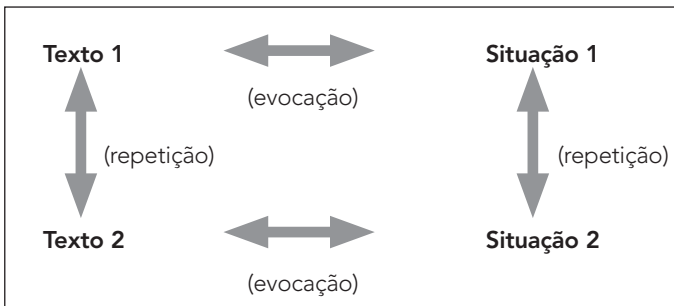 Texto 1 Situação 1
(evocação)
(repetição) (repetição)
Texto 2 Situação 2
(evocação)